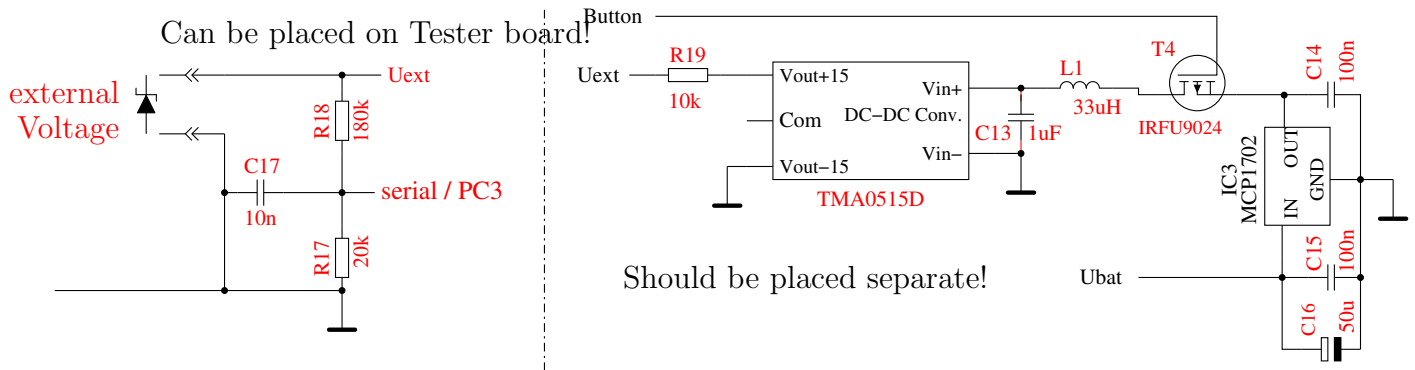 Can be placed on Tester board!
external
Voltage
Uext
R18
180k
C17
10n
serial / PC3
R17
20k
Button
Uext
R19
10k
Vout+15
Com
Vout−15
Vin+
DC−DC Conv.
Vin−
TMA0515D
C13
1uF
L1
33uH
T4
IRFU9024
C14
100n
IC3
MCP1702
OUT
GND
IN
Ubat
C15
100n
C16
50u
Should be placed separate!